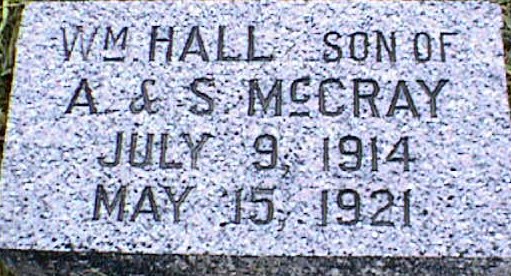 WM. HALL SON OF
A. & S. MCCRAY
JULY 9, 1914
MAY 15, 1921.